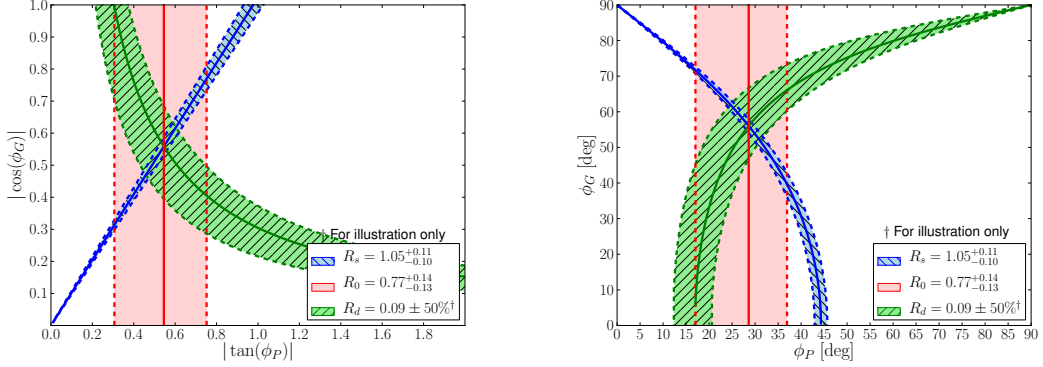 1.0
0.9
0.8
0.7
0.6
0.5
0.4
0.3
0.2
0.1
|cos(ϕ_G)|
0.0 0.2 0.4 0.6 0.8 1.0 1.2 1.4 1.6 1.8
|tan(ϕ_P)|
† For illustration only
R_s = 1.05^{+0.11}_{-0.10}
R_0 = 0.77^{+0.14}_{-0.13}
R_d = 0.09 ± 50%†
90
80
70
60
50
40
30
20
10
0
ϕ_G [deg]
0 5 10 15 20 25 30 35 40 45 50 55 60 65 70 75 80 85 90
ϕ_P [deg]
† For illustration only
R_s = 1.05^{+0.11}_{-0.10}
R_0 = 0.77^{+0.14}_{-0.13}
R_d = 0.09 ± 50%†